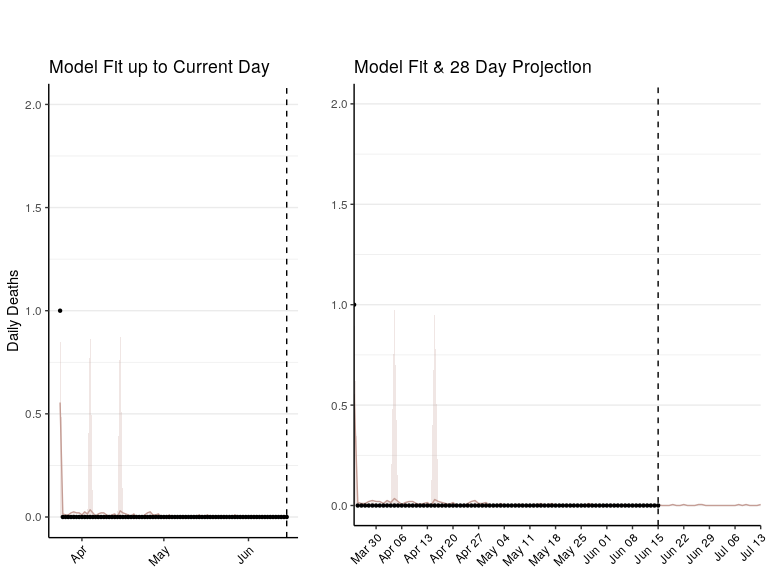 Model Fit up to Current Day
Model Fit & 28 Day Projection
Daily Deaths
2.0
1.5
1.0
0.5
0.0
Apr
May
Jun
2.0
1.5
1.0
0.5
0.0
Mar 30
Apr 06
Apr 13
Apr 20
Apr 27
May 04
May 11
May 18
May 25
Jun 01
Jun 08
Jun 15
Jun 22
Jun 29
Jul 06
Jul 13